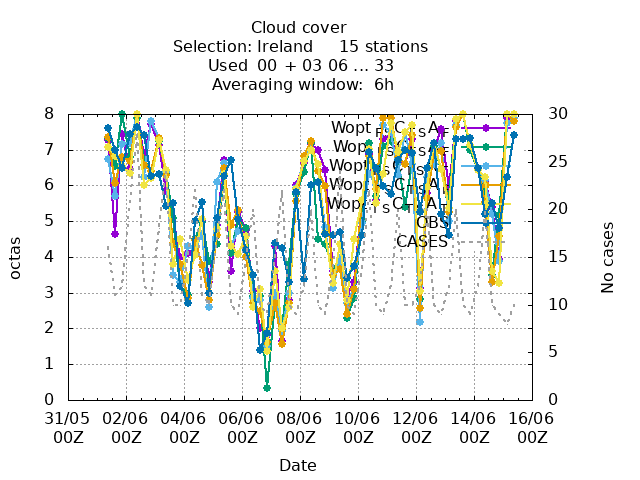 Cloud cover
Selection: Ireland 15 stations
Used 00 + 03 06 ... 33
Averaging window: 6h
octas
8
7
6
5
4
3
2
1
0
No cases
30
25
20
15
10
5
0
OBS
CASES
31/05 02/06 04/06 06/06 08/06 10/06 12/06 14/06 16/06
00Z 00Z 00Z 00Z 00Z 00Z 00Z 00Z 00Z
Date